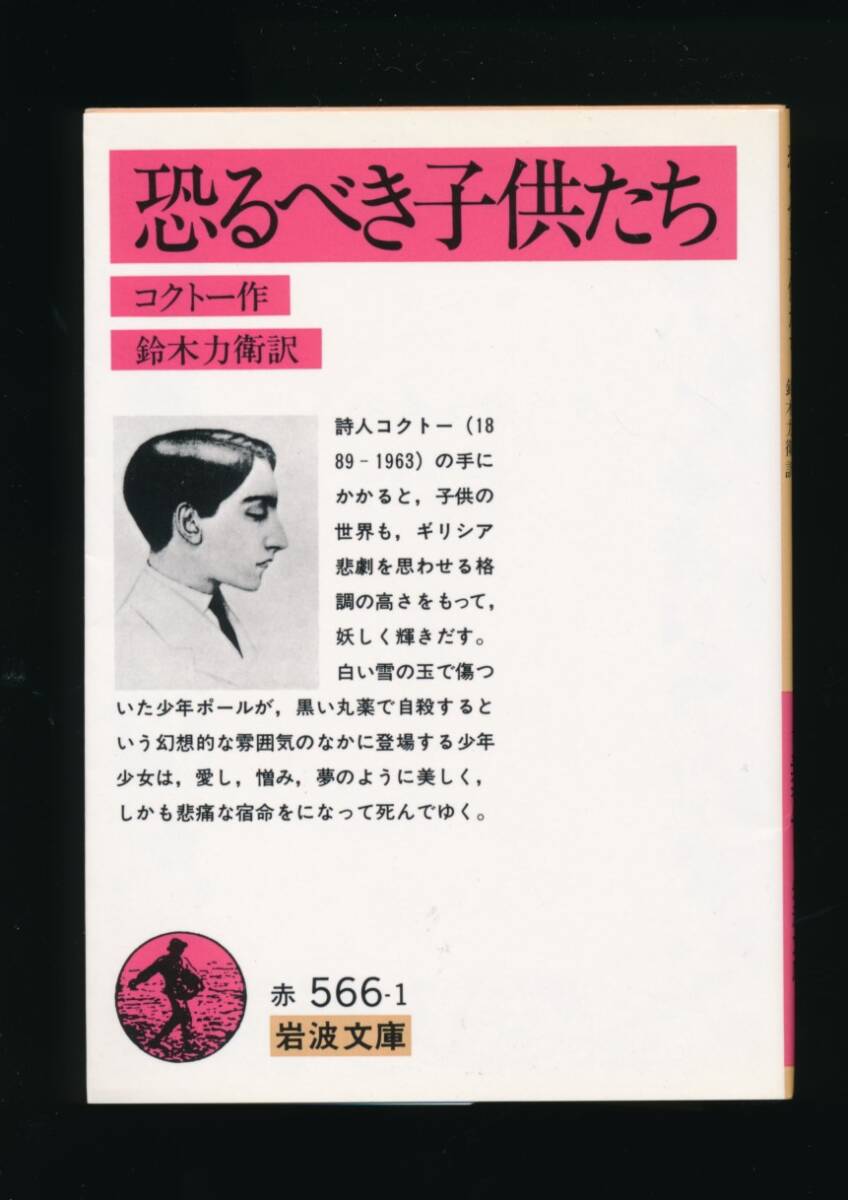 恐るべき子供たち
コクトー作
鈴木力衛訳
詩人コクトー(18
89-1963)の手に
かかると,子供の
世界も,ギリシア
悲劇を思わせる格
調の高さをもって,
妖しく輝きだす。
白い雪の玉で傷つ
いた少年ポールが,黒い丸薬で自殺すると
いう幻想的な雰囲気のなかに登場する少年
少女は,愛し,憎み,夢のように美しく,
しかも悲痛な宿命をになって死んでゆく。
赤 566-1
岩波文庫
鈴木力衛訳